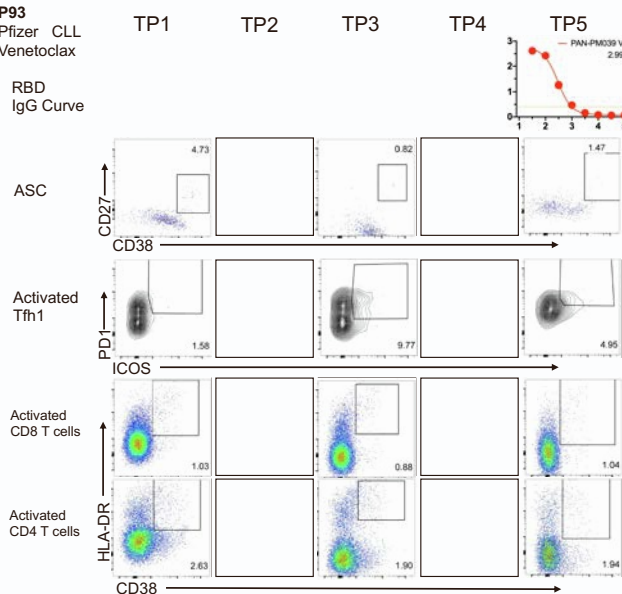 P93
Pfizer CLL
Venetoclax
TP1 TP2 TP3 TP4 TP5
RBD
IgG Curve
PAN-PM039 V
2.99
3
2
1
0
1 2 3 4
ASC
4.73 0.82 1.47
CD27
CD38
Activated
Tfh1
PD1
1.58 9.77 4.95
ICOS
Activated
CD8 T cells
1.03 0.88 1.04
Activated
CD4 T cells
HLA-DR
2.63 1.90 1.94
CD38